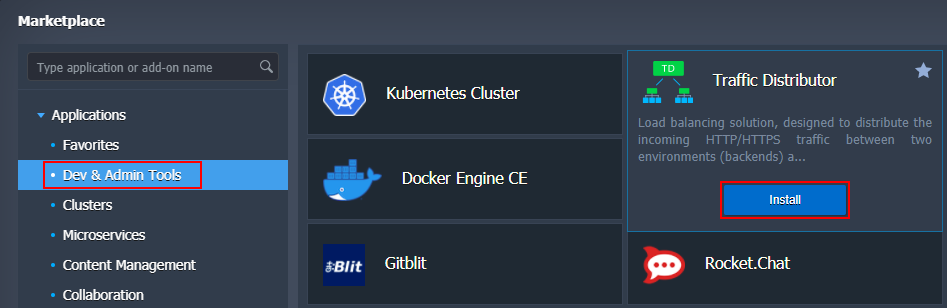 Marketplace
Type application or add-on name
Applications
Favorites
Dev & Admin Tools
Clusters
Microservices
Content Management
Collaboration
Kubernetes Cluster
Docker Engine CE
Blit
Gitblit
TD
Traffic Distributor
Load balancing solution, designed to distribute the
incoming HTTP/HTTPS traffic between two
environments (backends) a...
Install
Rocket.Chat